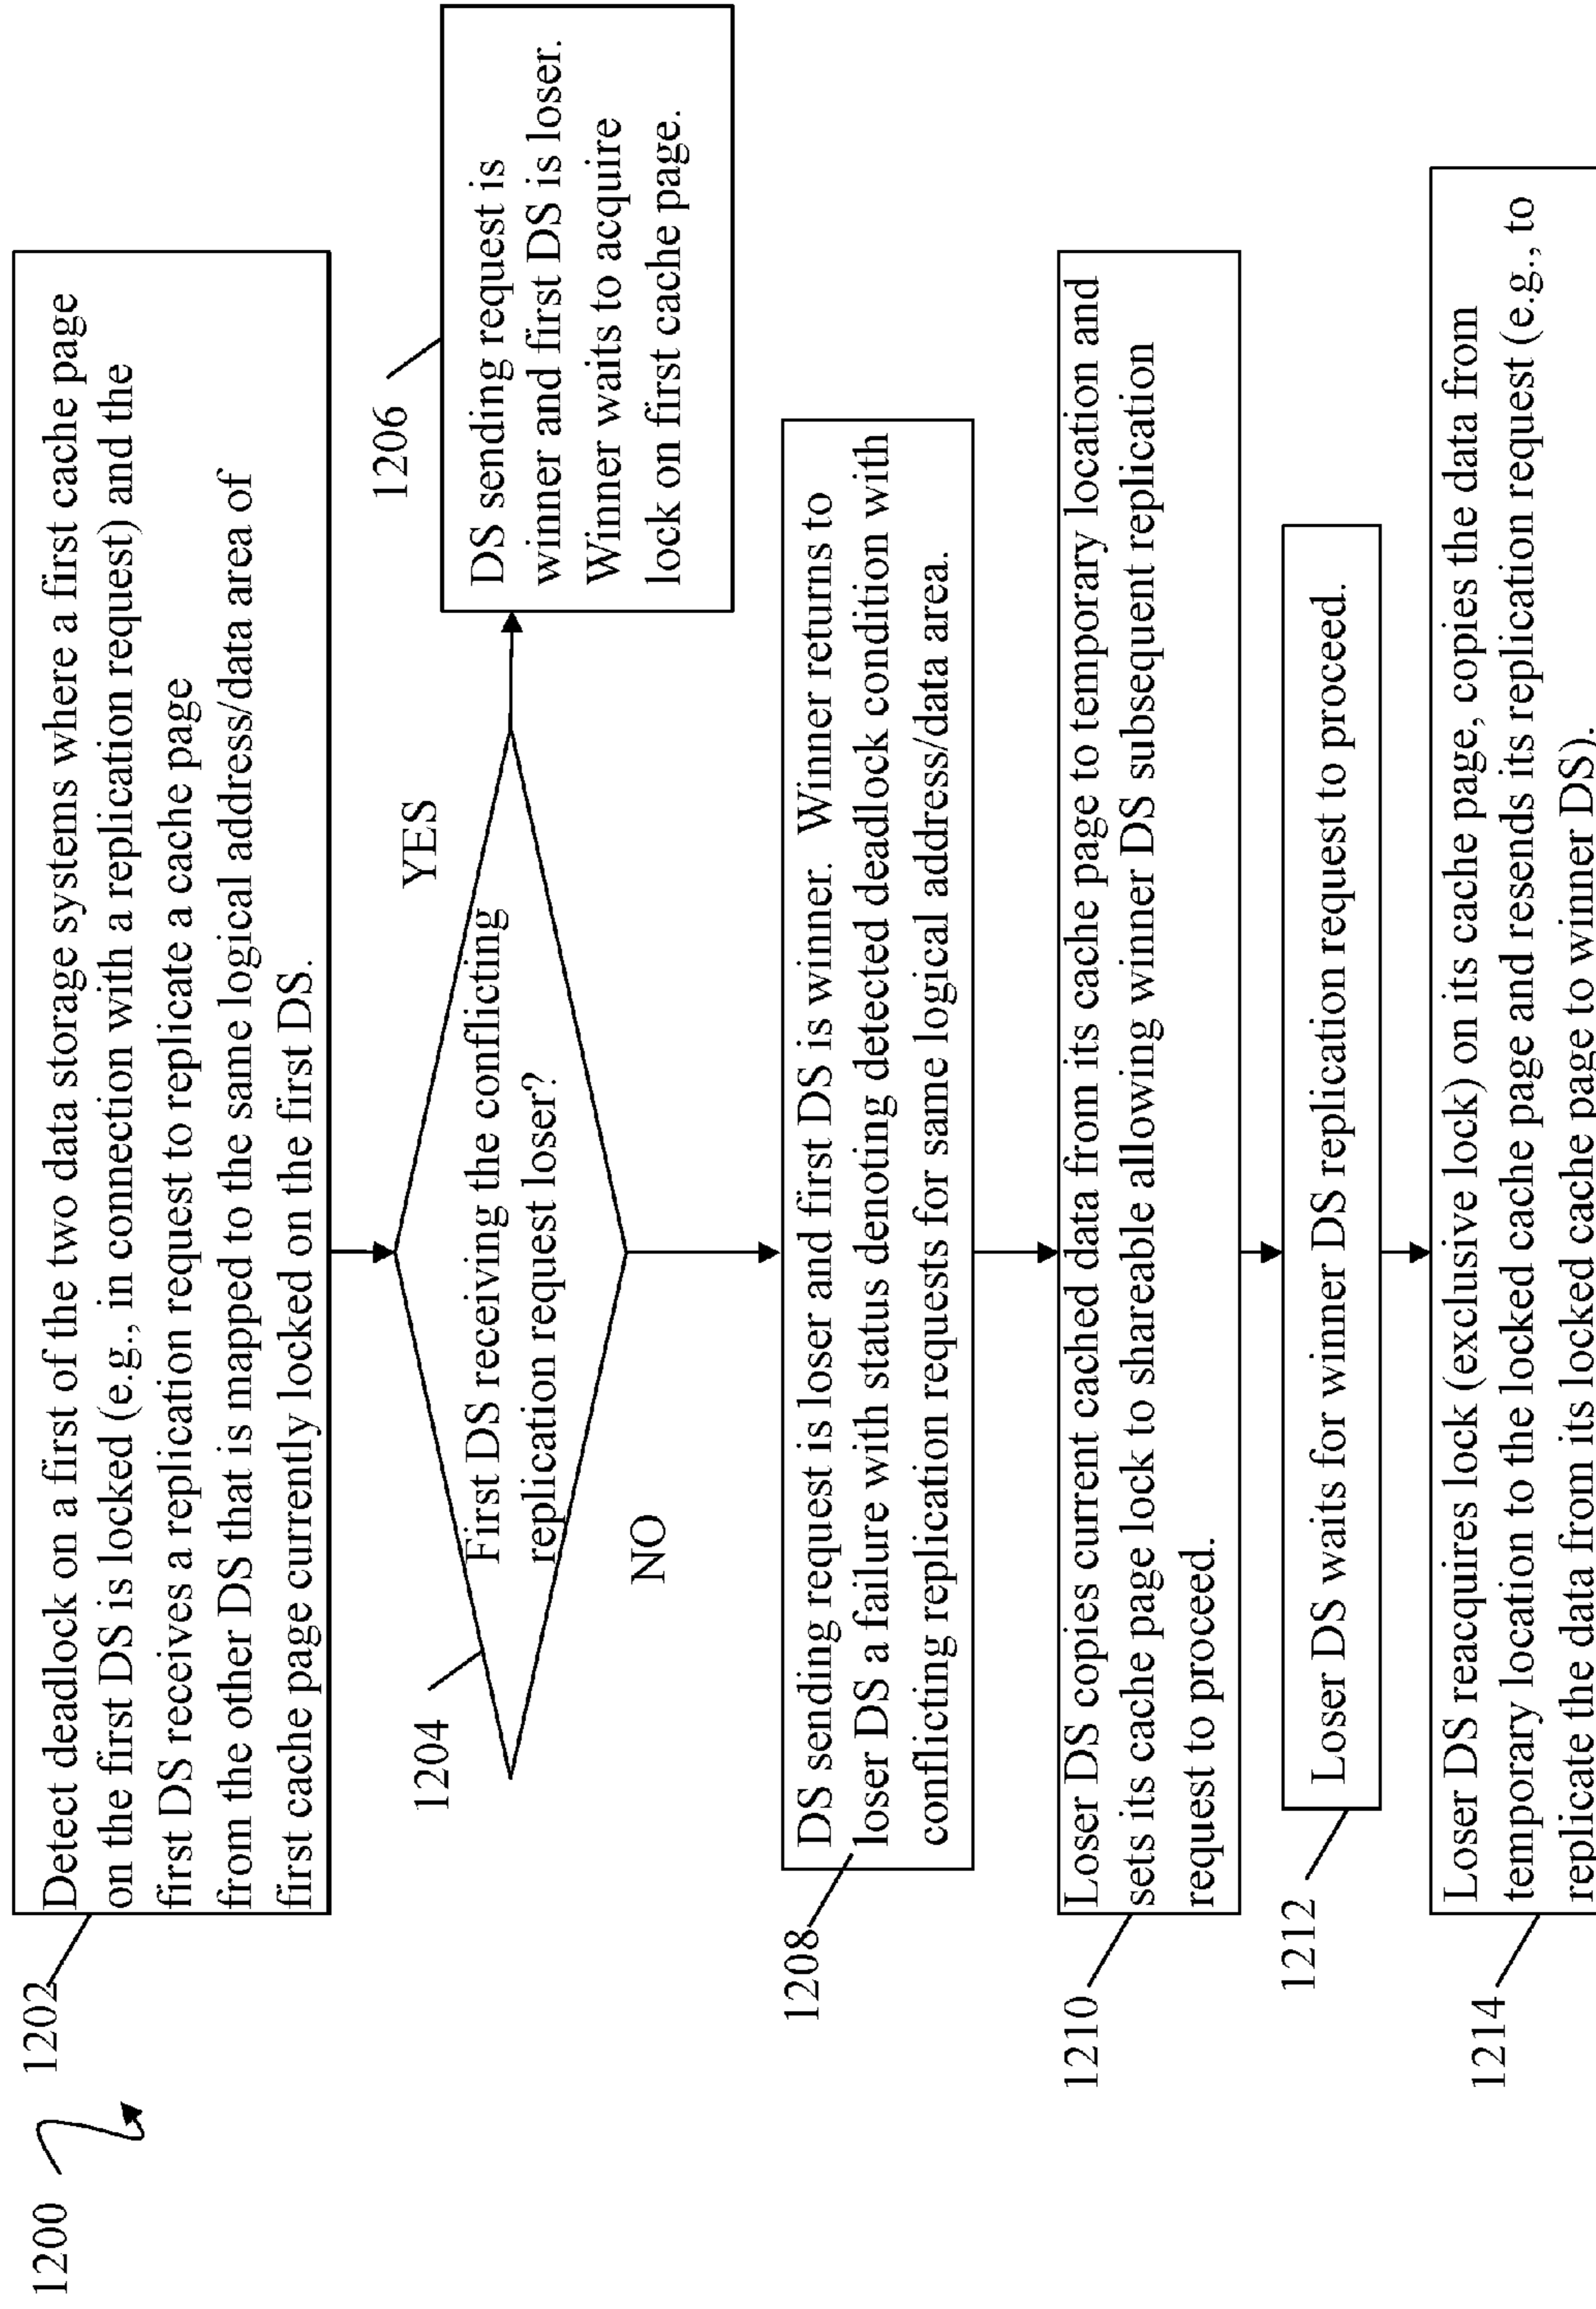 1200
1202
Detect deadlock on a first of the two data storage systems where a first cache page
on the first DS is locked (e.g., in connection with a replication request) and the
first DS receives a replication request to replicate a cache page
from the other DS that is mapped to the same logical address/data area of
first cache page currently locked on the first DS.
1204
First DS receiving the conflicting
replication request loser?
YES
NO
1206
DS sending request is
winner and first DS is loser.
Winner waits to acquire
lock on first cache page.
1208
DS sending request is loser and first DS is winner. Winner returns to
loser DS a failure with status denoting detected deadlock condition with
conflicting replication requests for same logical address/data area.
1210
Loser DS copies current cached data from its cache page to temporary location and
sets its cache page lock to shareable allowing winner DS subsequent replication
request to proceed.
1212
Loser DS waits for winner DS replication request to proceed.
1214
Loser DS reacquires lock (exclusive lock) on its cache page, copies the data from
temporary location to the locked cache page and resends its replication request (e.g., to
replicate the data from its locked cache page to winner DS).